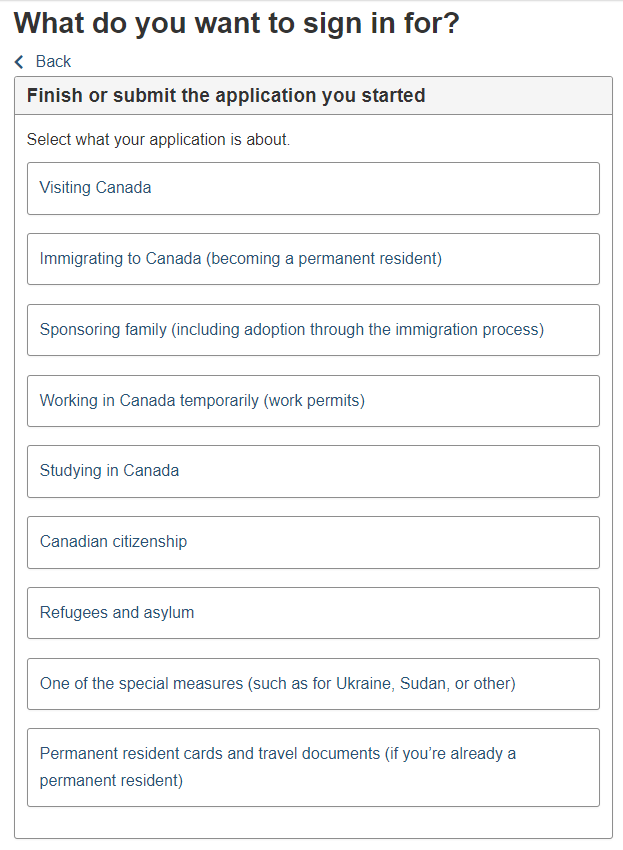 What do you want to sign in for?
Back
Finish or submit the application you started
Select what your application is about.
Visiting Canada
Immigrating to Canada (becoming a permanent resident)
Sponsoring family (including adoption through the immigration process)
Working in Canada temporarily (work permits)
Studying in Canada
Canadian citizenship
Refugees and asylum
One of the special measures (such as for Ukraine, Sudan, or other)
Permanent resident cards and travel documents (if you’re already a
permanent resident)